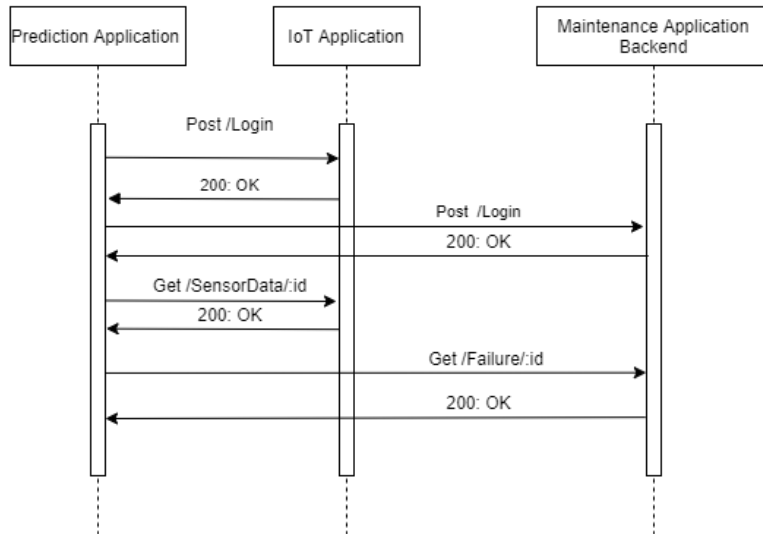 Prediction Application
IoT Application
Maintenance Application
Backend
Post /Login
200: OK
Post /Login
200: OK
Get /SensorData/:id
200: OK
Get /Failure/:id
200: OK